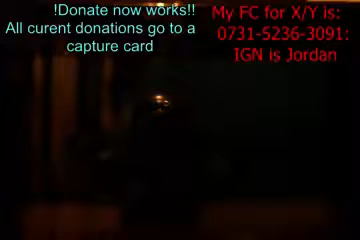 !Donate now works!!
All curent donations go to a
capture card
My FC for X/Y is:
0731-5236-3091:
IGN is Jordan